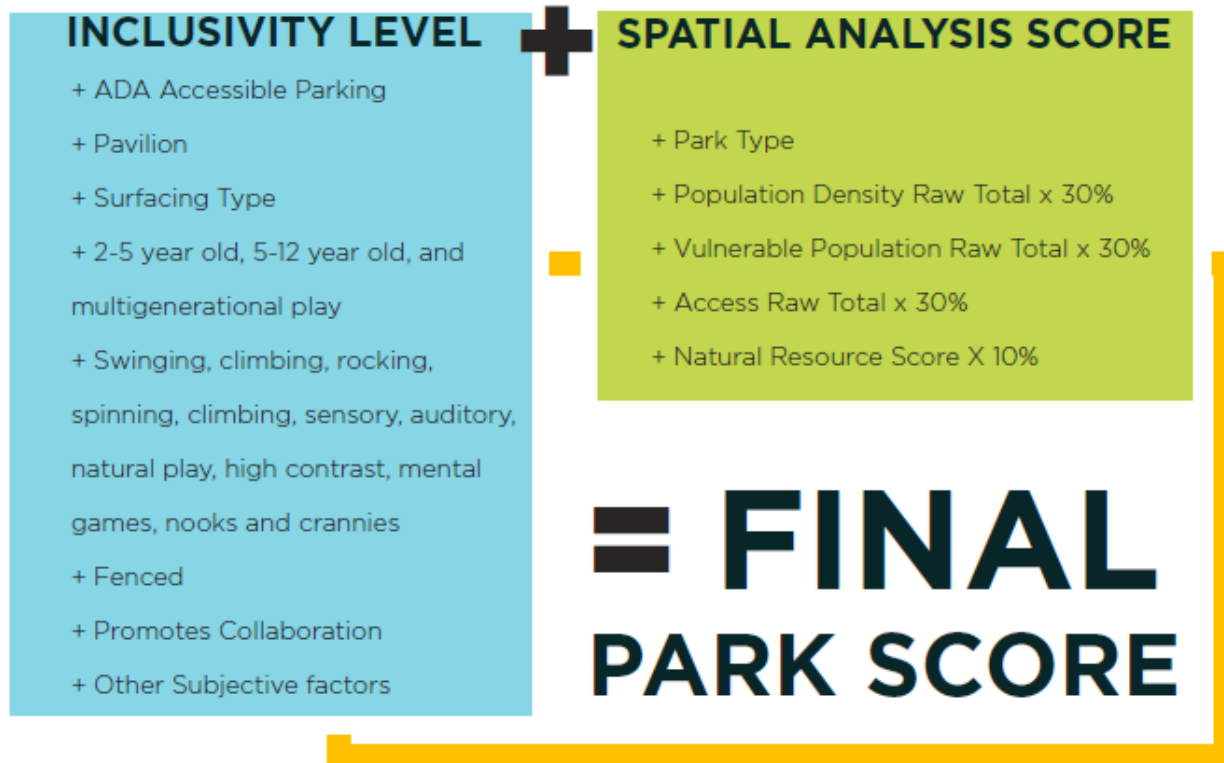 INCLUSIVITY LEVEL
+ ADA Accessible Parking
+ Pavilion
+ Surfacing Type
+ 2-5 year old, 5-12 year old, and
multigenerational play
+ Swinging, climbing, rocking,
spinning, climbing, sensory, auditory,
natural play, high contrast, mental
games, nooks and crannies
+ Fenced
+ Promotes Collaboration
+ Other Subjective factors
+
SPATIAL ANALYSIS SCORE
+ Park Type
+ Population Density Raw Total x 30%
+ Vulnerable Population Raw Total x 30%
+ Access Raw Total x 30%
+ Natural Resource Score X 10%
= FINAL
PARK SCORE